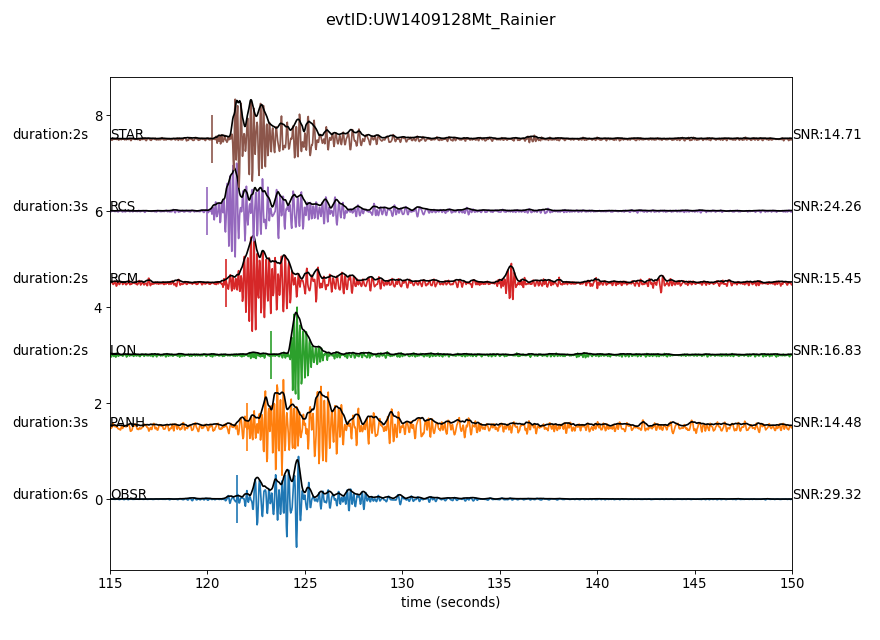 evtID:UW1409128Mt_Rainier
8
duration:2s STAR SNR:14.71
duration:3s RCS SNR:24.26
6
duration:2s RCM SNR:15.45
4
duration:2s LON SNR:16.83
2
duration:3s PANH SNR:14.48
duration:6s OBSR SNR:29.32
0
115 120 125 130 135 140 145 150
time (seconds)